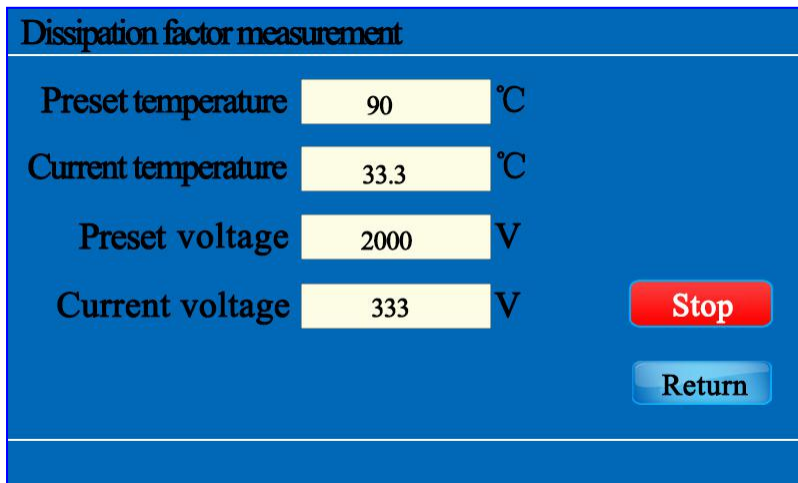 Dissipation factor measurement
Preset temperature 90 ℃
Current temperature 33.3 ℃
Preset voltage 2000 V
Current voltage 333 V
Stop
Return